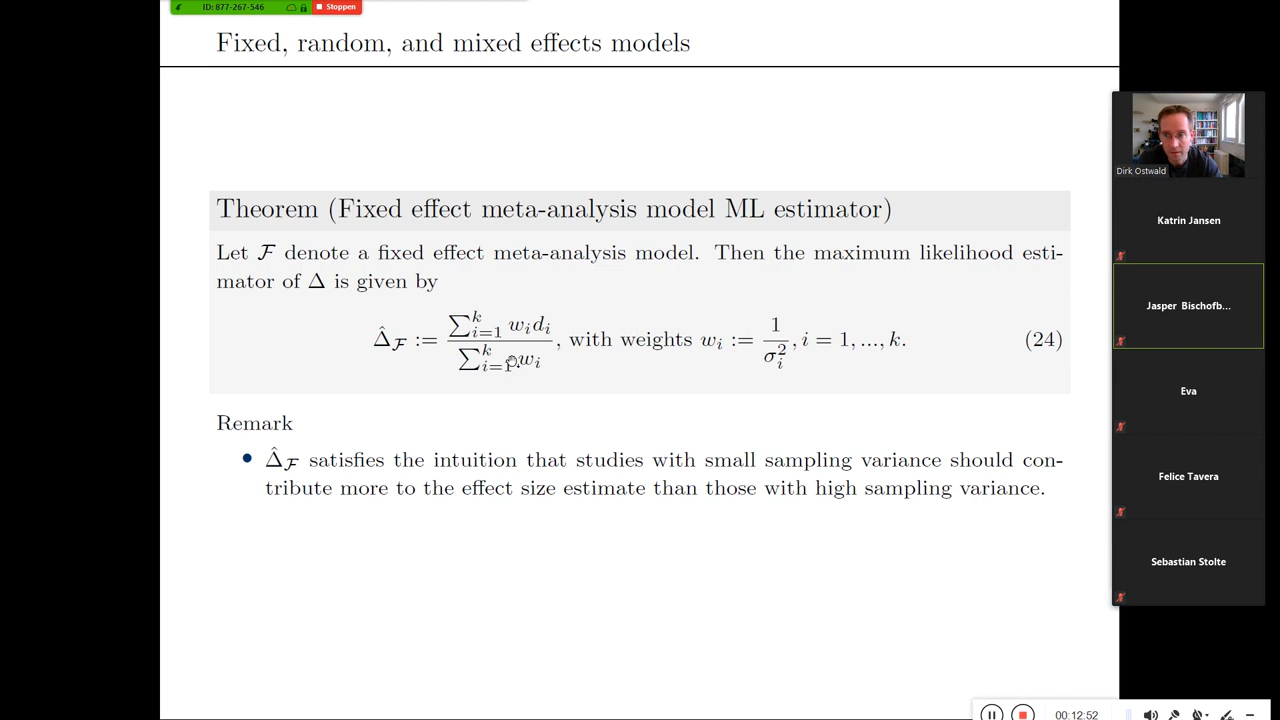 ID: 877-267-546 Stoppen
Fixed, random, and mixed effects models
Theorem (Fixed effect meta-analysis model ML estimator)
Let ℱ denote a fixed effect meta-analysis model. Then the maximum likelihood esti-
mator of Δ is given by
Δ̂_ℱ := \frac{∑_{i=1}^{k} w_i d_i}{∑_{i=1}^{k} w_i}, with weights w_i := \frac{1}{σ_i^2}, i = 1, ..., k. (24)
Remark
• Δ̂_ℱ satisfies the intuition that studies with small sampling variance should con-
tribute more to the effect size estimate than those with high sampling variance.
Dirk Ostwald
Katrin Jansen
Jasper Bischofb...
Eva
Felice Tavera
Sebastian Stolte
00:12:52